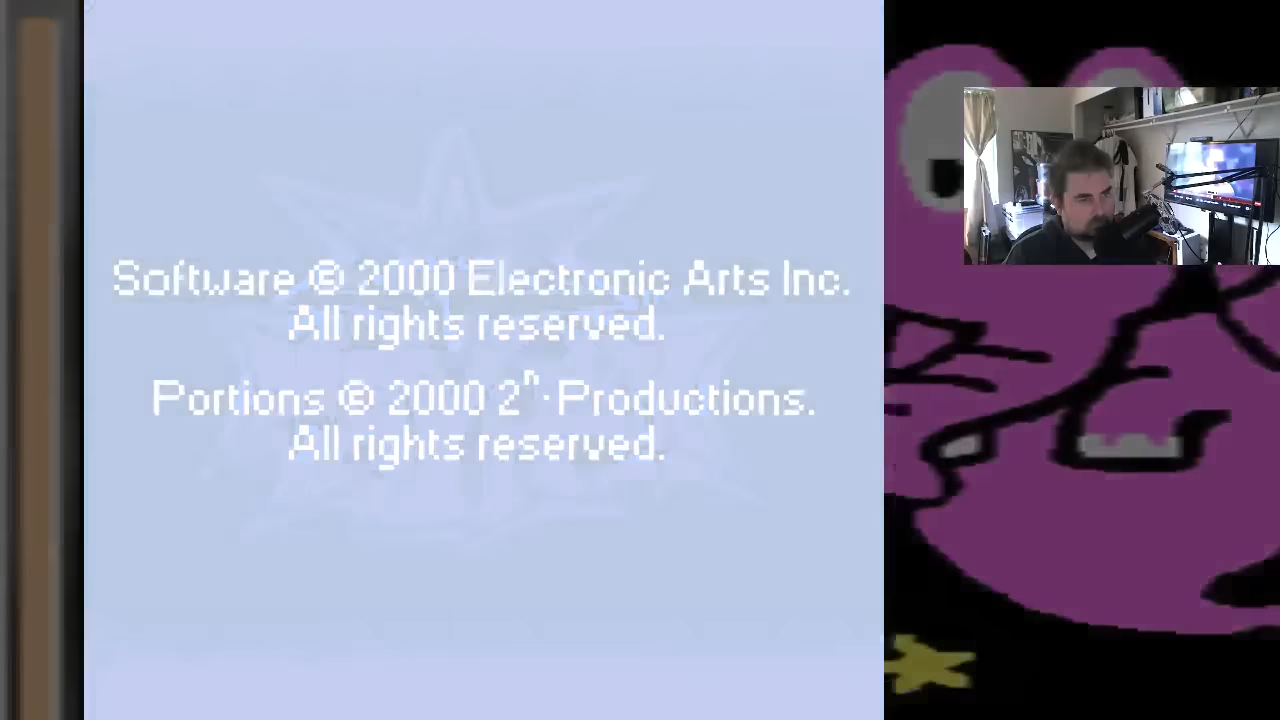 Software © 2000 Electronic Arts Inc.
All rights reserved.
Portions © 2000 2ⁿ Productions.
All rights reserved.